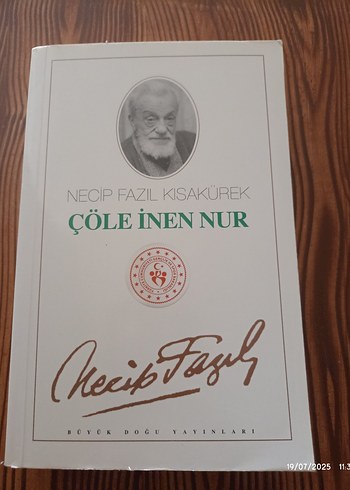 NECİP FAZIL KISAKÜREK
ÇÖLE İNEN NUR
Necip Fazıl
BÜYÜK DOĞU YAYINLARI
19/07/2025